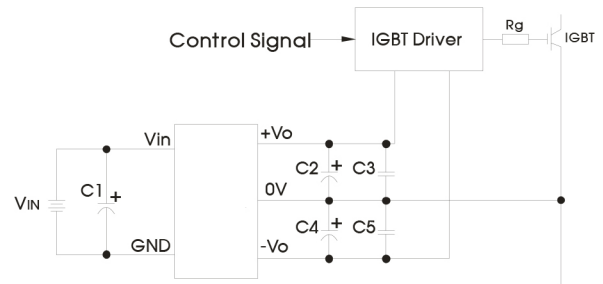 Control Signal
IGBT Driver
Rg
IGBT
Vin
+Vo
C2 +
C3
VIN
C1 +
0V
C4 +
C5
GND
-Vo